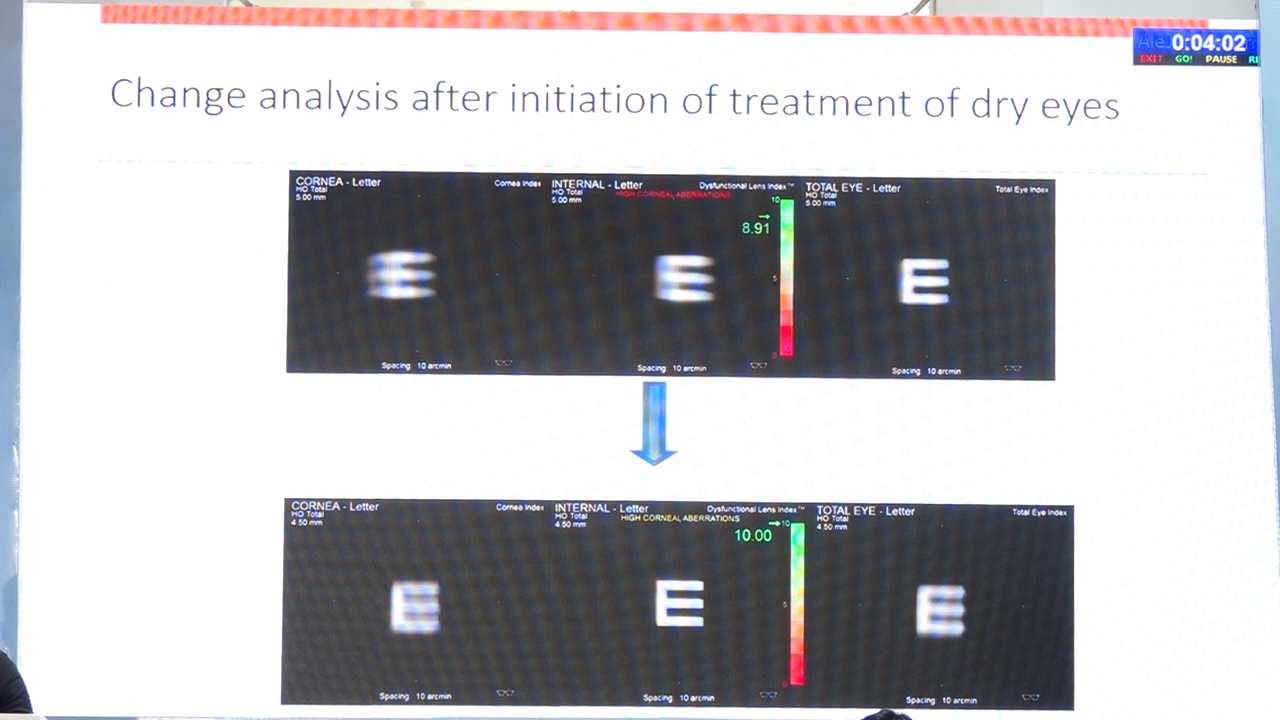 0:04:02
EXIT GO! PAUSE
Change analysis after initiation of treatment of dry eyes
CORNEA - Letter
HO Total
5.00 mm
Cornea Index
INTERNAL - Letter
HO Total
5.00 mm
Dysfunctional Lens Index™
HIGH CORNEAL ABERRATIONS
10
8.91
5
0
TOTAL EYE - Letter
HO Total
5.00 mm
Total Eye Index
E
E
E
Spacing: 10 arcmin
Spacing: 10 arcmin
Spacing: 10 arcmin
CORNEA - Letter
HO Total
4.50 mm
Cornea Index
INTERNAL - Letter
HO Total
4.50 mm
Dysfunctional Lens Index™
HIGH CORNEAL ABERRATIONS
10
10.00
5
0
TOTAL EYE - Letter
HO Total
4.50 mm
Total Eye Index
E
E
E
Spacing: 10 arcmin
Spacing: 10 arcmin
Spacing: 10 arcmin